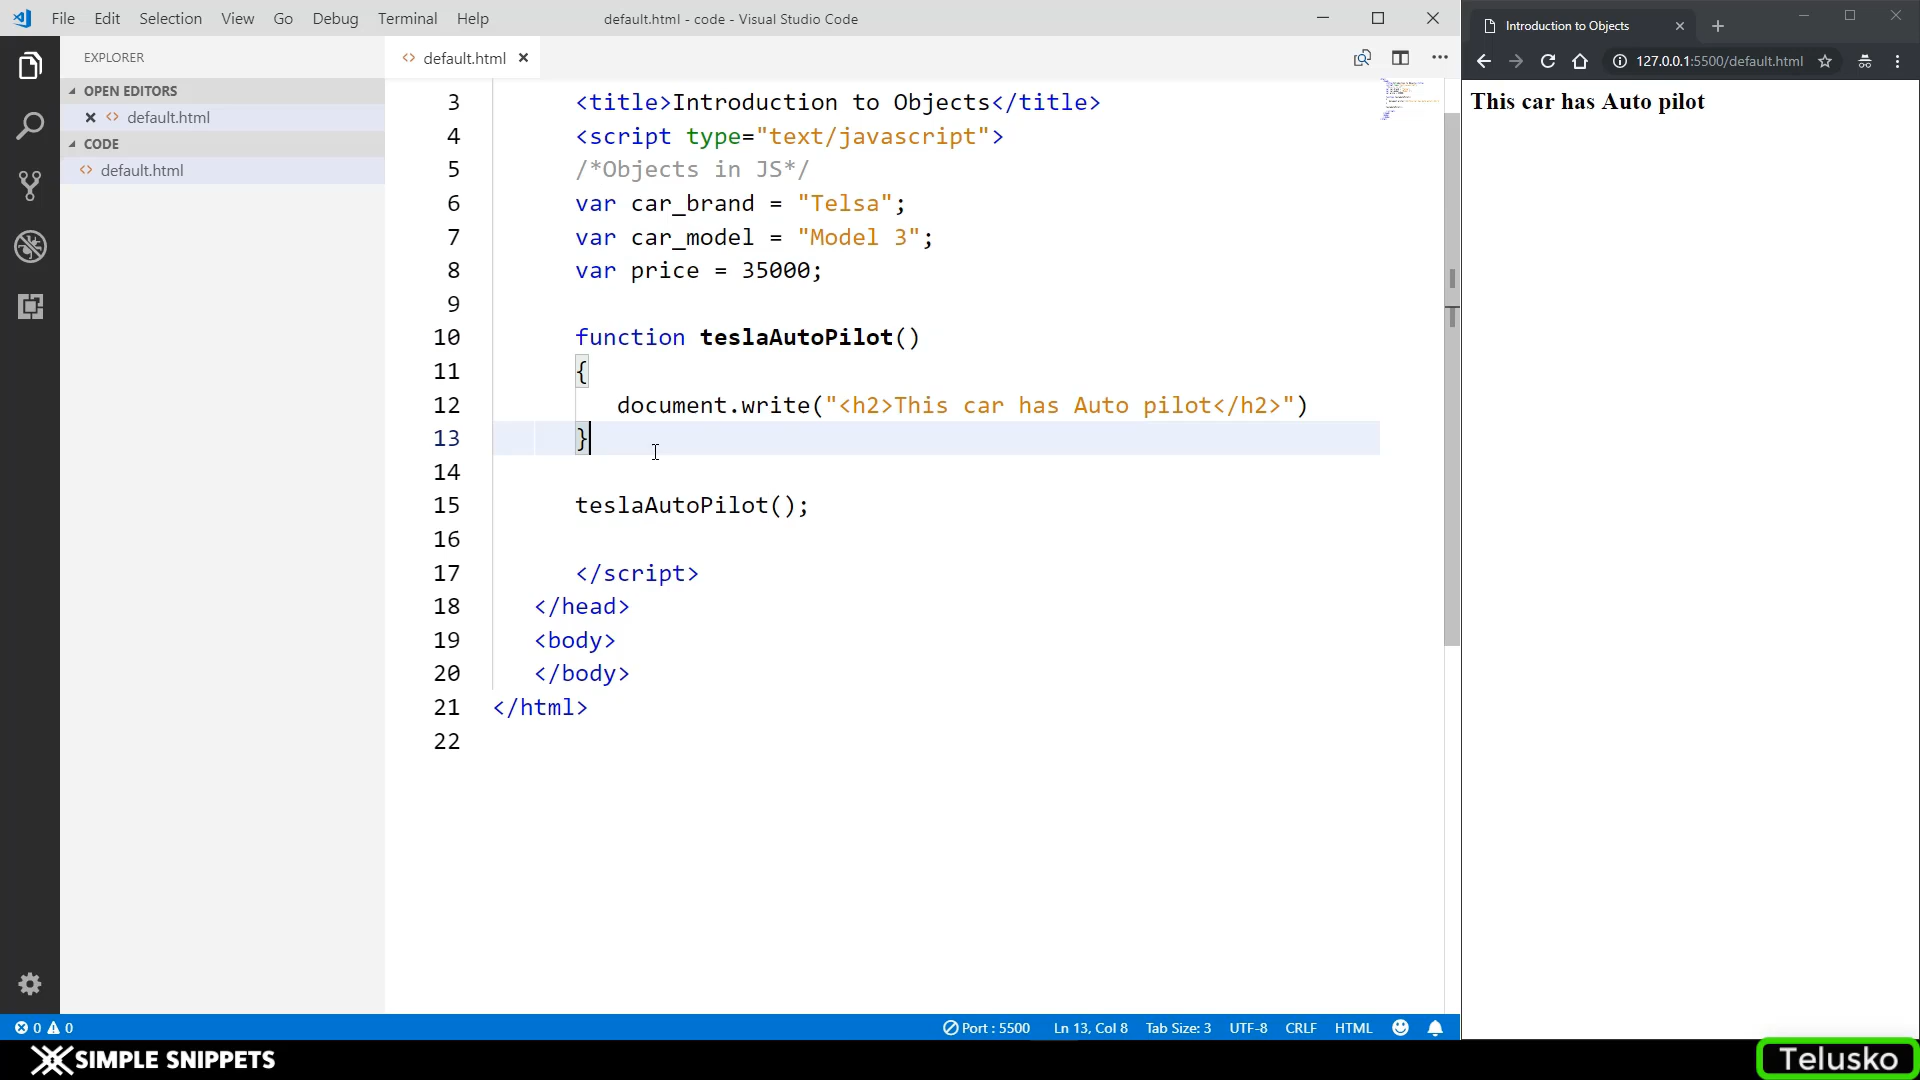 File Edit Selection View Go Debug Terminal Help
default.html - code - Visual Studio Code
Introduction to Objects
EXPLORER
default.html
127.0.0.1:5500/default.html
OPEN EDITORS
default.html
CODE
default.html
3 <title>Introduction to Objects</title>
4 <script type="text/javascript">
5 /*Objects in JS*/
6 var car_brand = "Telsa";
7 var car_model = "Model 3";
8 var price = 35000;
9
10 function teslaAutoPilot()
11 {
12 document.write("<h2>This car has Auto pilot</h2>")
13 }
14
15 teslaAutoPilot();
16
17 </script>
18 </head>
19 <body>
20 </body>
21 </html>
22
This car has Auto pilot
0 0 Port : 5500 Ln 13, Col 8 Tab Size: 3 UTF-8 CRLF HTML
SIMPLE SNIPPETS
Telusko